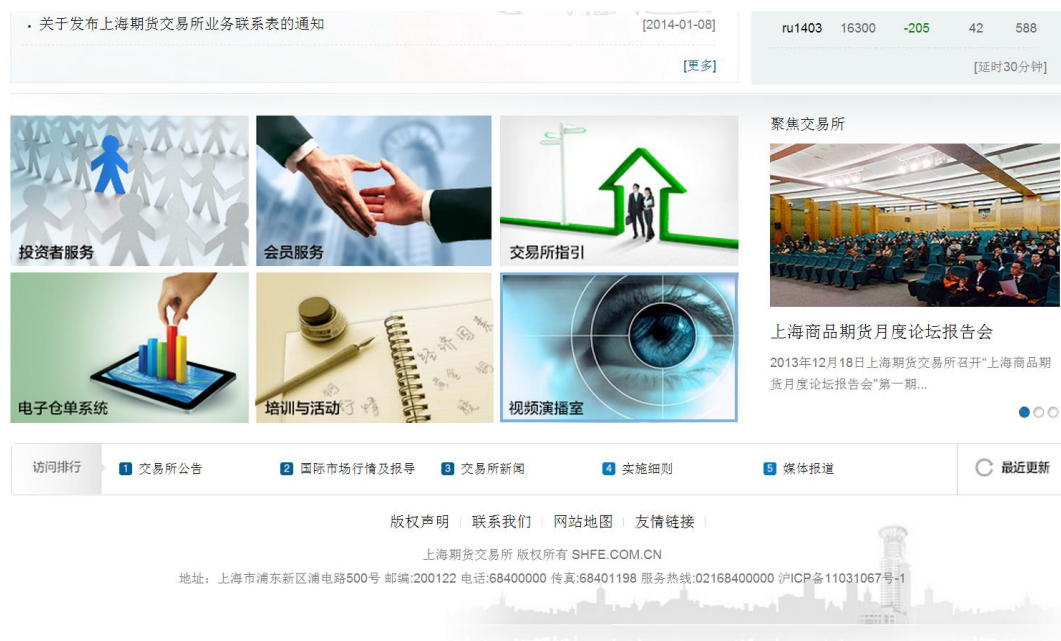 · 关于发布上海期货交易所业务联系表的通知 [2014-01-08]
[更多]
ru1403 16300 -205 42 588
[延时30分钟]
聚焦交易所
投资者服务
会员服务
交易所指引
电子仓单系统
培训与活动
视频演播室
上海商品期货月度论坛报告会
2013年12月18日上海期货交易所召开“上海商品期
货月度论坛报告会”第一期...
访问排行 1 交易所公告 2 国际市场行情及报导 3 交易所新闻 4 实施细则 5 媒体报道 最近更新
版权声明 | 联系我们 | 网站地图 | 友情链接 |
上海期货交易所 版权所有 SHFE.COM.CN
地址：上海市浦东新区浦电路500号 邮编:200122 电话:68400000 传真:68401198 服务热线:02168400000 沪ICP备11031067号-1